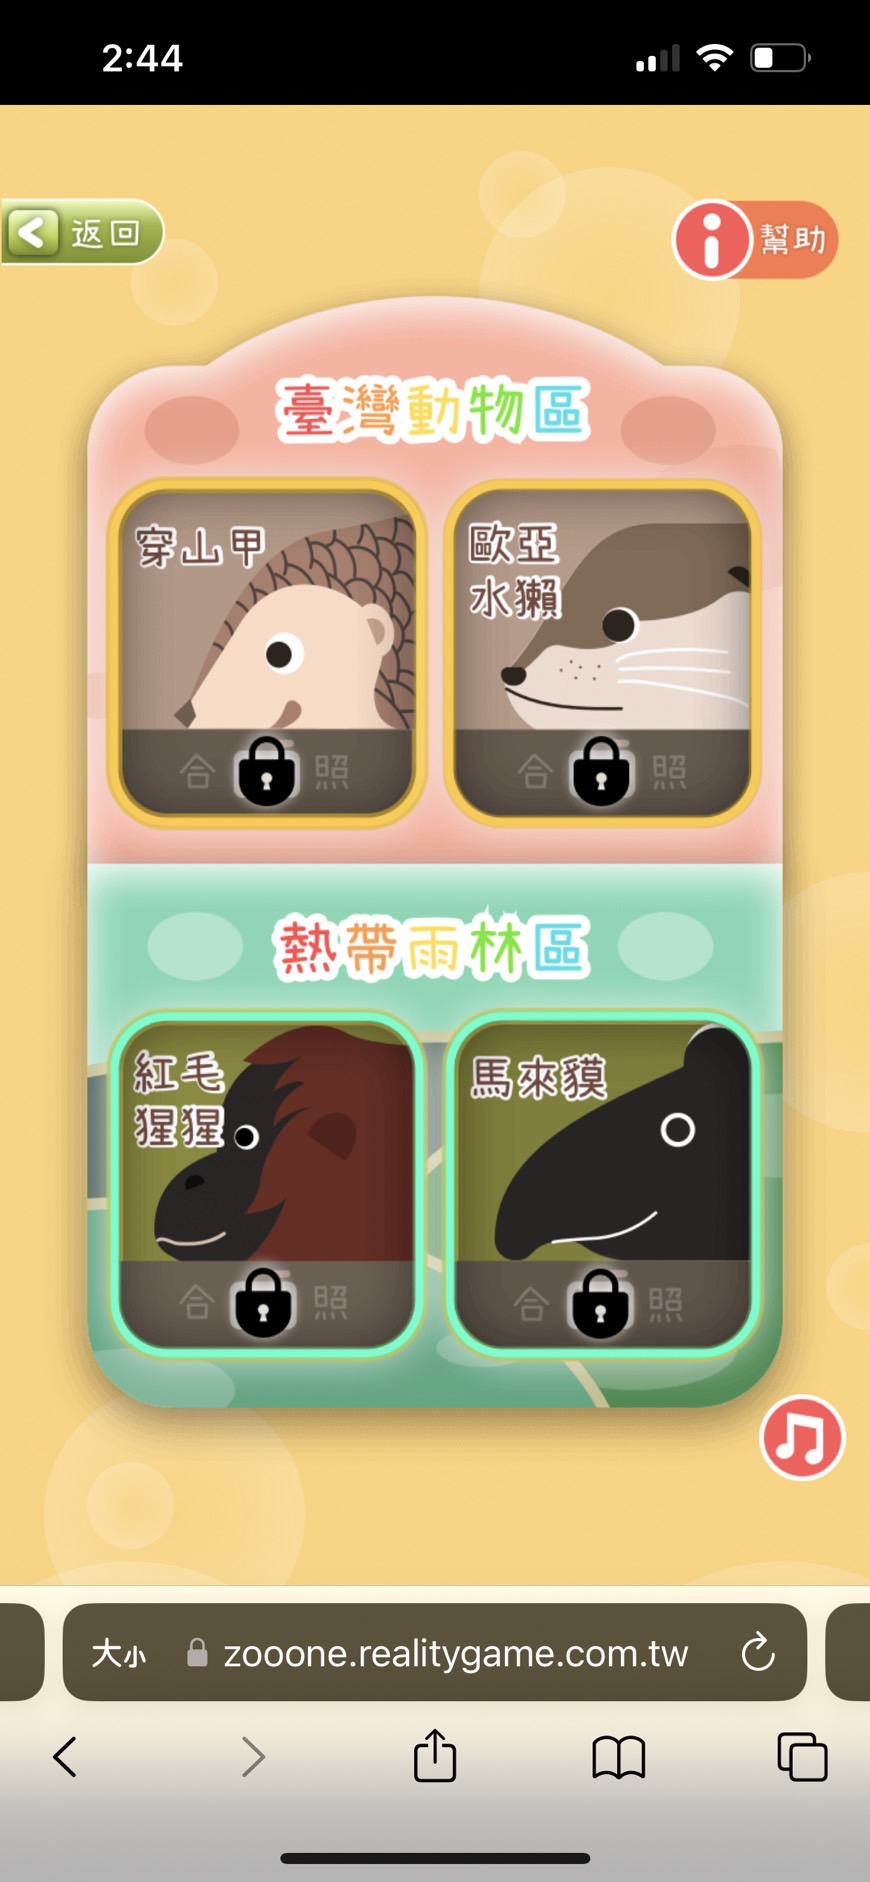 2:44
返回
幫助
臺灣動物區
穿山甲
歐亞
水獺
合 照
合 照
熱帶雨林區
紅毛
猩猩
馬來貘
合 照
合 照
大小
zooone.realitygame.com.tw